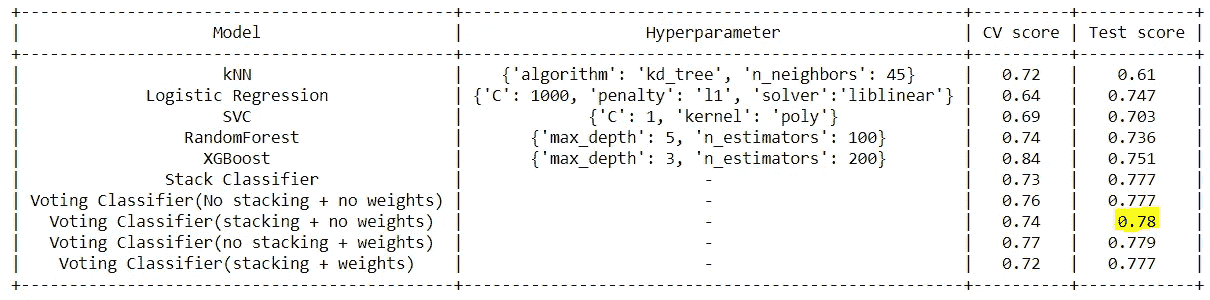 Model | Hyperparameter | CV score | Test score
kNN | {'algorithm': 'kd_tree', 'n_neighbors': 45} | 0.72 | 0.61
Logistic Regression | {'C': 1000, 'penalty': 'l1', 'solver':'liblinear'} | 0.64 | 0.747
SVC | {'C': 1, 'kernel': 'poly'} | 0.69 | 0.703
RandomForest | {'max_depth': 5, 'n_estimators': 100} | 0.74 | 0.736
XGBoost | {'max_depth': 3, 'n_estimators': 200} | 0.84 | 0.751
Stack Classifier | - | 0.73 | 0.777
Voting Classifier(No stacking + no weights) | - | 0.76 | 0.777
Voting Classifier(stacking + no weights) | - | 0.74 | 0.78
Voting Classifier(no stacking + weights) | - | 0.77 | 0.779
Voting Classifier(stacking + weights) | - | 0.72 | 0.777